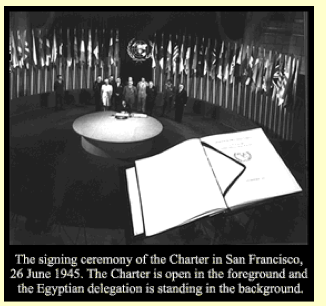 The signing ceremony of the Charter in San Francisco,
26 June 1945. The Charter is open in the foreground and
the Egyptian delegation is standing in the background.